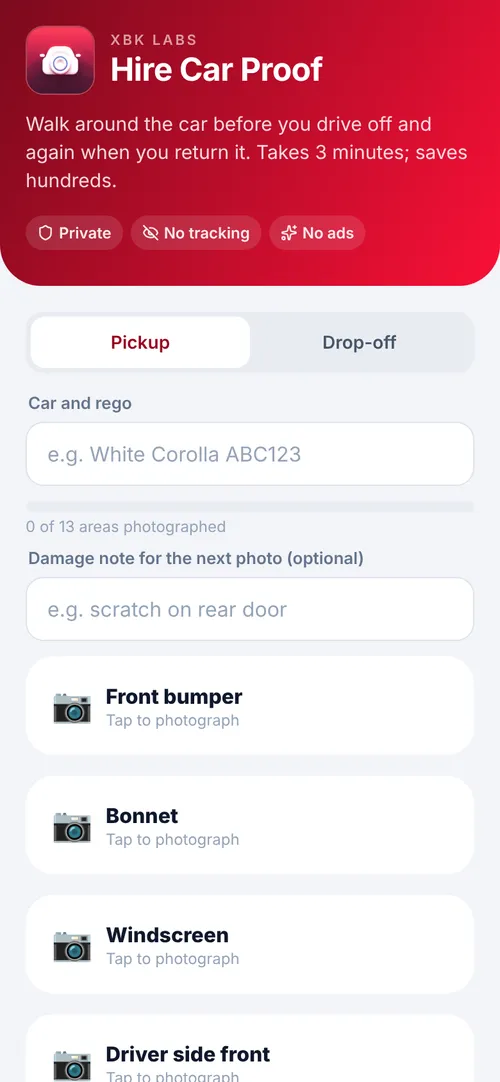 XBK LABS
Hire Car Proof
Walk around the car before you drive off and
again when you return it. Takes 3 minutes; saves
hundreds.
Private
No tracking
No ads
Pickup
Drop-off
Car and rego
e.g. White Corolla ABC123
0 of 13 areas photographed
Damage note for the next photo (optional)
e.g. scratch on rear door
Front bumper
Tap to photograph
Bonnet
Tap to photograph
Windscreen
Tap to photograph
Driver side front
Tap to photograph